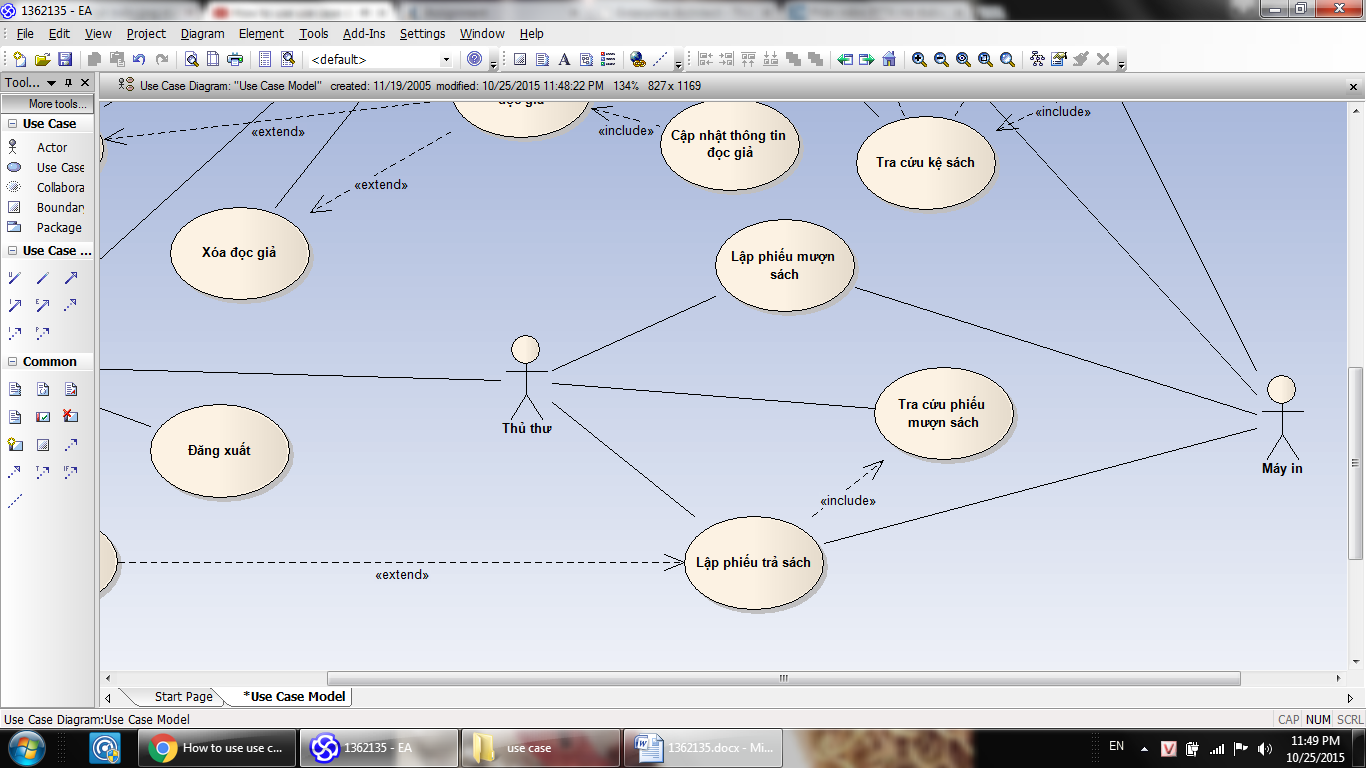 1362135 - EA
File Edit View Project Diagram Element Tools Add-Ins Settings Window Help
<default>
Tool...
Use Case Diagram: "Use Case Model" created: 11/19/2005 modified: 10/25/2015 11:48:22 PM 134% 827 x 1169
More tools...
Use Case
Actor
Use Case
Collabora
Boundar
Package
Use Case ...
Common
«extend»
đọc giả
«include»
Cập nhật thông tin
đọc giả
Tra cứu kệ sách
«include»
«extend»
Xóa đọc giả
Lập phiếu mượn
sách
Thủ thư
Tra cứu phiếu
mượn sách
Máy in
Đăng xuất
«include»
Lập phiếu trả sách
«extend»
Start Page
*Use Case Model
Use Case Diagram:Use Case Model
CAP NUM SCRL
How to use use c...
1362135 - EA
use case
1362135.docx - Mi...
EN
11:49 PM
10/25/2015